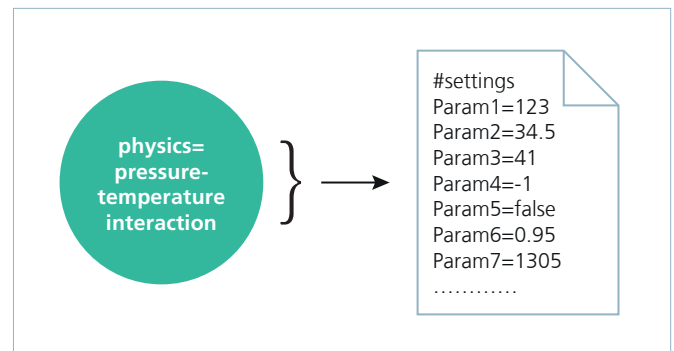 physics=
pressure-
temperature
interaction
}
#settings
Param1=123
Param2=34.5
Param3=41
Param4=-1
Param5=false
Param6=0.95
Param7=1305
............